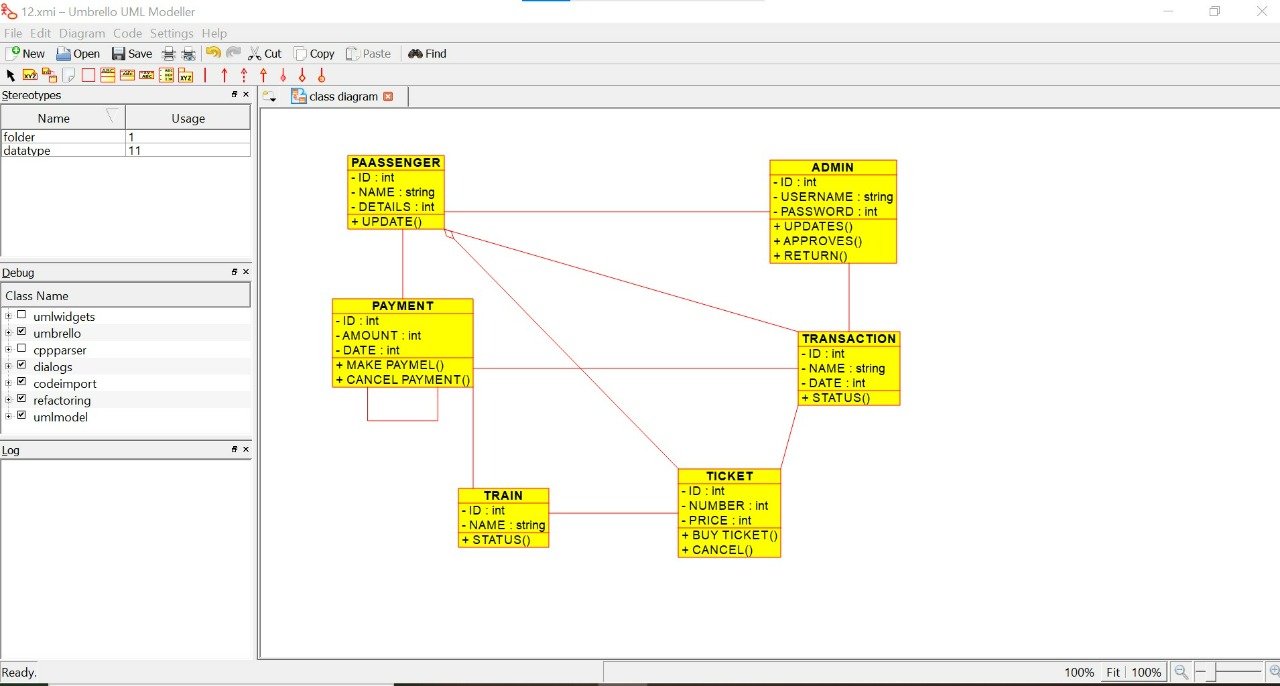 12.xmi – Umbrello UML Modeller
File Edit Diagram Code Settings Help
New Open Save Cut Copy Paste Find
Stereotypes
Name Usage
folder 1
datatype 11
Debug
Class Name
umlwidgets
umbrello
cppparser
dialogs
codeimport
refactoring
umlmodel
Log
class diagram
PAASSENGER
- ID : int
- NAME : string
- DETAILS : int
+ UPDATE()
ADMIN
- ID : int
- USERNAME : string
- PASSWORD : int
+ UPDATES()
+ APPROVES()
+ RETURN()
PAYMENT
- ID : int
- AMOUNT : int
- DATE : int
+ MAKE PAYMEL()
+ CANCEL PAYMENT()
TRANSACTION
- ID : int
- NAME : string
- DATE : int
+ STATUS()
TRAIN
- ID : int
- NAME : string
+ STATUS()
TICKET
- ID : int
- NUMBER : int
- PRICE : int
+ BUY TICKET()
+ CANCEL()
Ready.
100% Fit 100%